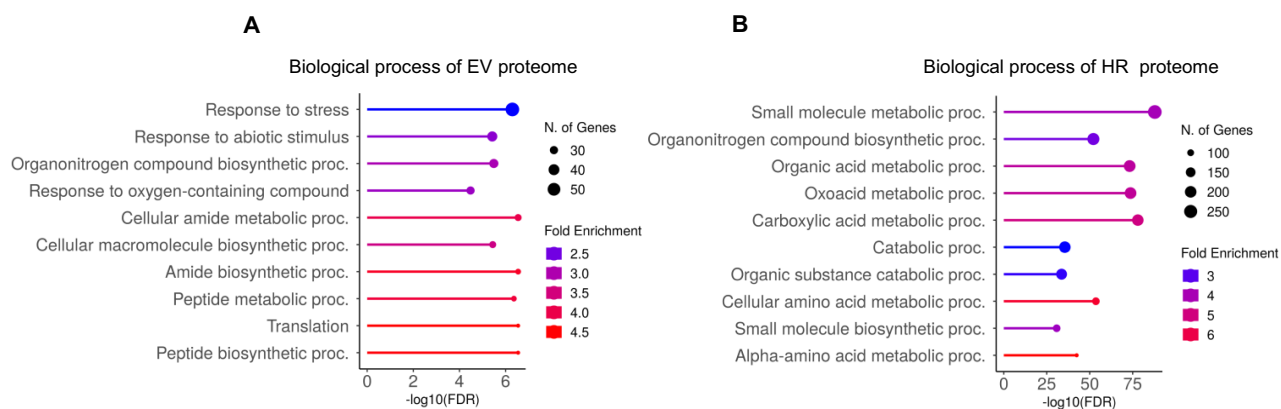 A
Biological process of EV proteome
Response to stress
Response to abiotic stimulus
Organonitrogen compound biosynthetic proc.
Response to oxygen-containing compound
Cellular amide metabolic proc.
Cellular macromolecule biosynthetic proc.
Amide biosynthetic proc.
Peptide metabolic proc.
Translation
Peptide biosynthetic proc.
0 2 4 6
-log10(FDR)
N. of Genes
30
40
50
Fold Enrichment
2.5
3.0
3.5
4.0
4.5
B
Biological process of HR proteome
Small molecule metabolic proc.
Organonitrogen compound biosynthetic proc.
Organic acid metabolic proc.
Oxoacid metabolic proc.
Carboxylic acid metabolic proc.
Catabolic proc.
Organic substance catabolic proc.
Cellular amino acid metabolic proc.
Small molecule biosynthetic proc.
Alpha-amino acid metabolic proc.
0 25 50 75
-log10(FDR)
N. of Genes
100
150
200
250
Fold Enrichment
3
4
5
6